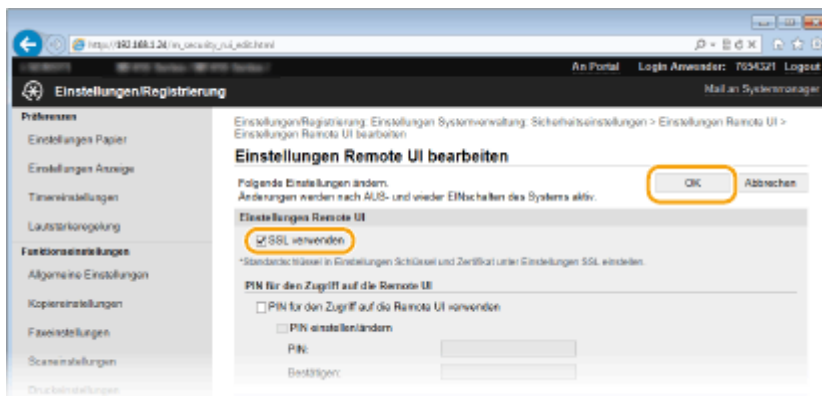 http://192.168.1.24/m_security_rui_edit.html
An Portal Login Anwender: 7654321 Logout
Einstellungen/Registrierung
Mail an Systemmanager
Präferenzen
Einstellungen Papier
Einstellungen Anzeige
Timereinstellungen
Lautstärkeregelung
Funktionseinstellungen
Allgemeine Einstellungen
Kopiereinstellungen
Faxeinstellungen
Scaneinstellungen
Druckeinstellungen
Einstellungen/Registrierung: Einstellungen Systemverwaltung: Sicherheitseinstellungen > Einstellungen Remote UI >
Einstellungen Remote UI bearbeiten
Einstellungen Remote UI bearbeiten
Folgende Einstellungen ändern.
Änderungen werden nach AUS- und wieder EINschalten des Systems aktiv.
OK Abbrechen
Einstellungen Remote UI
SSL verwenden
*Standardschlüssel in Einstellungen Schlüssel und Zertifikat unter Einstellungen SSL einstellen.
PIN für den Zugriff auf die Remote UI
PIN für den Zugriff auf die Remote UI verwenden
PIN einstellen/ändern
PIN:
Bestätigen: